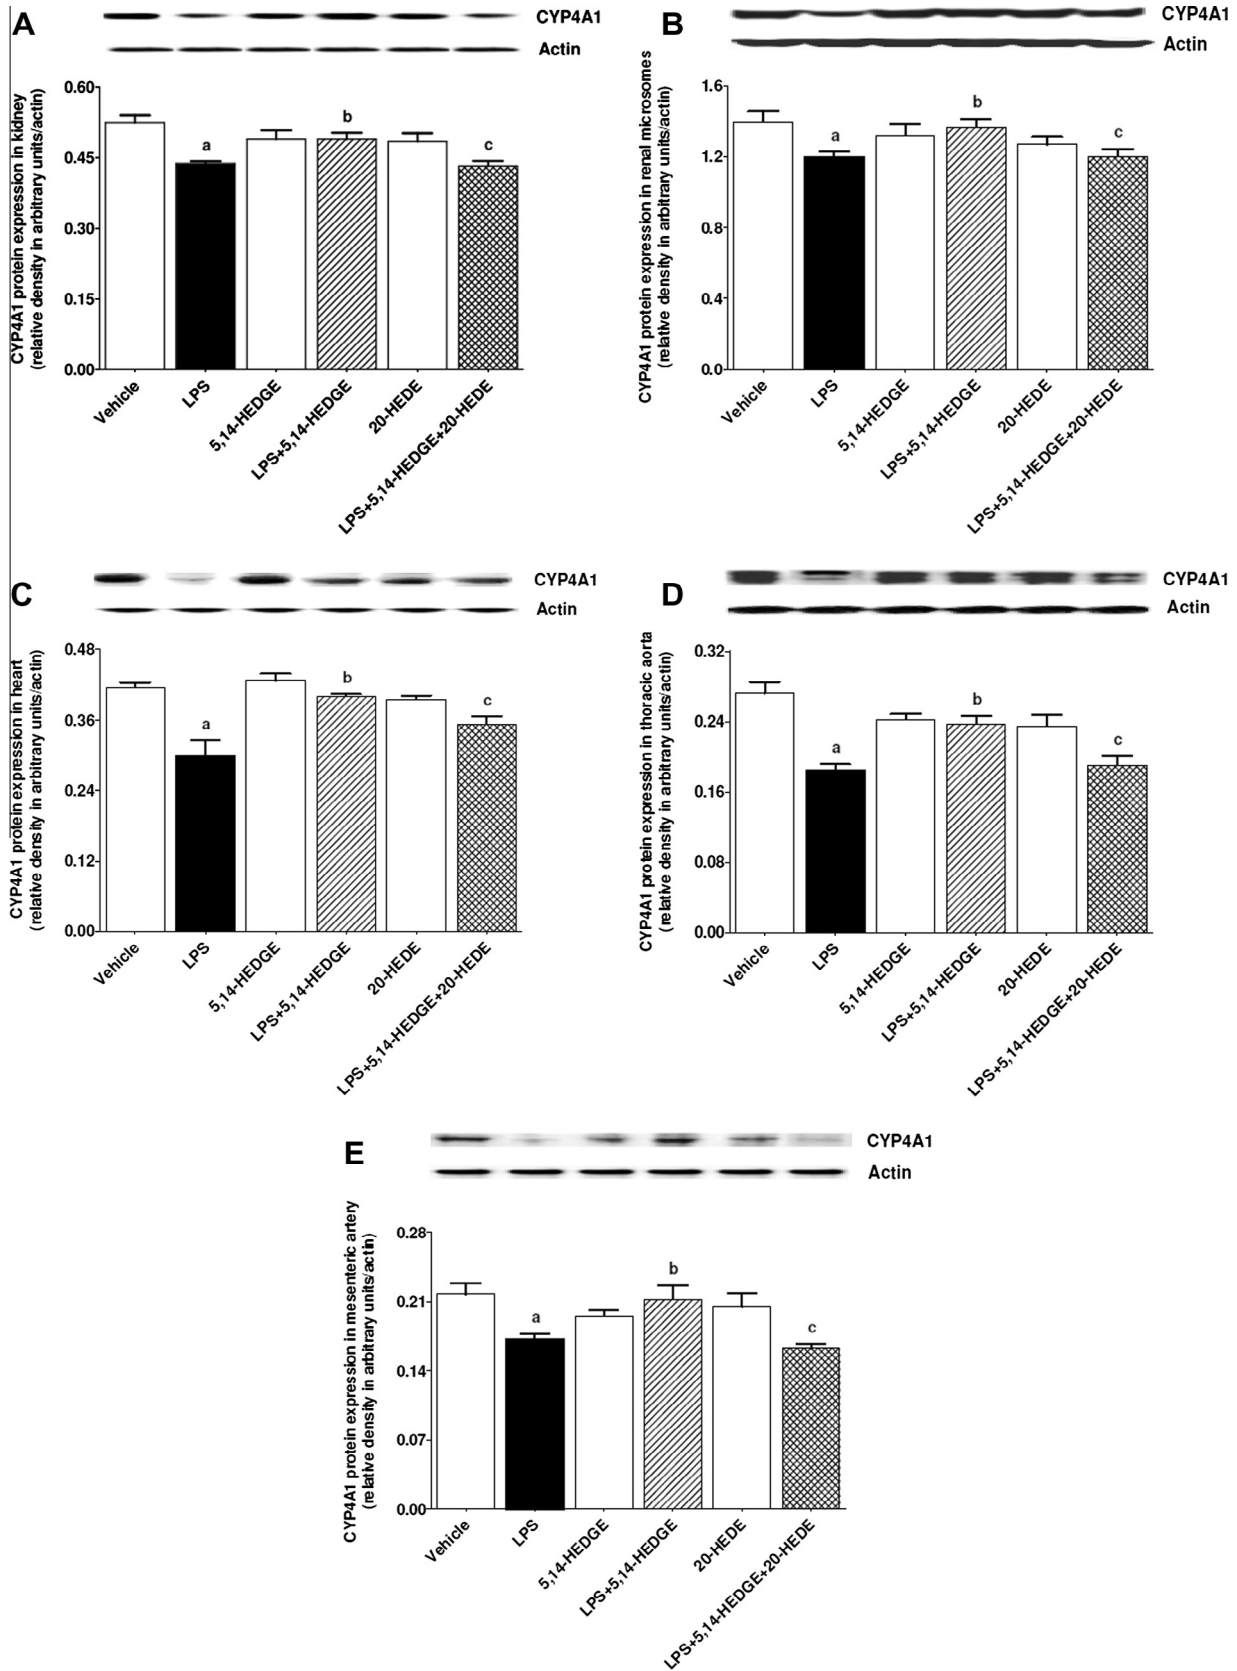 A
CYP4A1
Actin
CYP4A1 protein expression in kidney
(relative density in arbitrary units/actin)
0.60
0.45
0.30
0.15
0.00
a
b
c
Vehicle
LPS
5,14-HEDGE
LPS+5,14-HEDGE
20-HEDE
LPS+5,14-HEDGE+20-HEDE
B
CYP4A1
Actin
CYP4A1 protein expression in renal microsomes
(relative density in arbitrary units/actin)
1.6
1.2
0.8
0.4
0.0
a
b
c
Vehicle
LPS
5,14-HEDGE
LPS+5,14-HEDGE
20-HEDE
LPS+5,14-HEDGE+20-HEDE
C
CYP4A1
Actin
CYP4A1 protein expression in heart
(relative density in arbitrary units/actin)
0.48
0.36
0.24
0.12
0.00
a
b
c
Vehicle
LPS
5,14-HEDGE
LPS+5,14-HEDGE
20-HEDE
LPS+5,14-HEDGE+20-HEDE
D
CYP4A1
Actin
CYP4A1 protein expression in thoracic aorta
(relative density in arbitrary units/actin)
0.32
0.24
0.16
0.08
0.00
a
b
c
Vehicle
LPS
5,14-HEDGE
LPS+5,14-HEDGE
20-HEDE
LPS+5,14-HEDGE+20-HEDE
E
CYP4A1
Actin
CYP4A1 protein expression in mesenteric artery
(relative density in arbitrary units/actin)
0.28
0.21
0.14
0.07
0.00
a
b
c
Vehicle
LPS
5,14-HEDGE
LPS+5,14-HEDGE
20-HEDE
LPS+5,14-HEDGE+20-HEDE